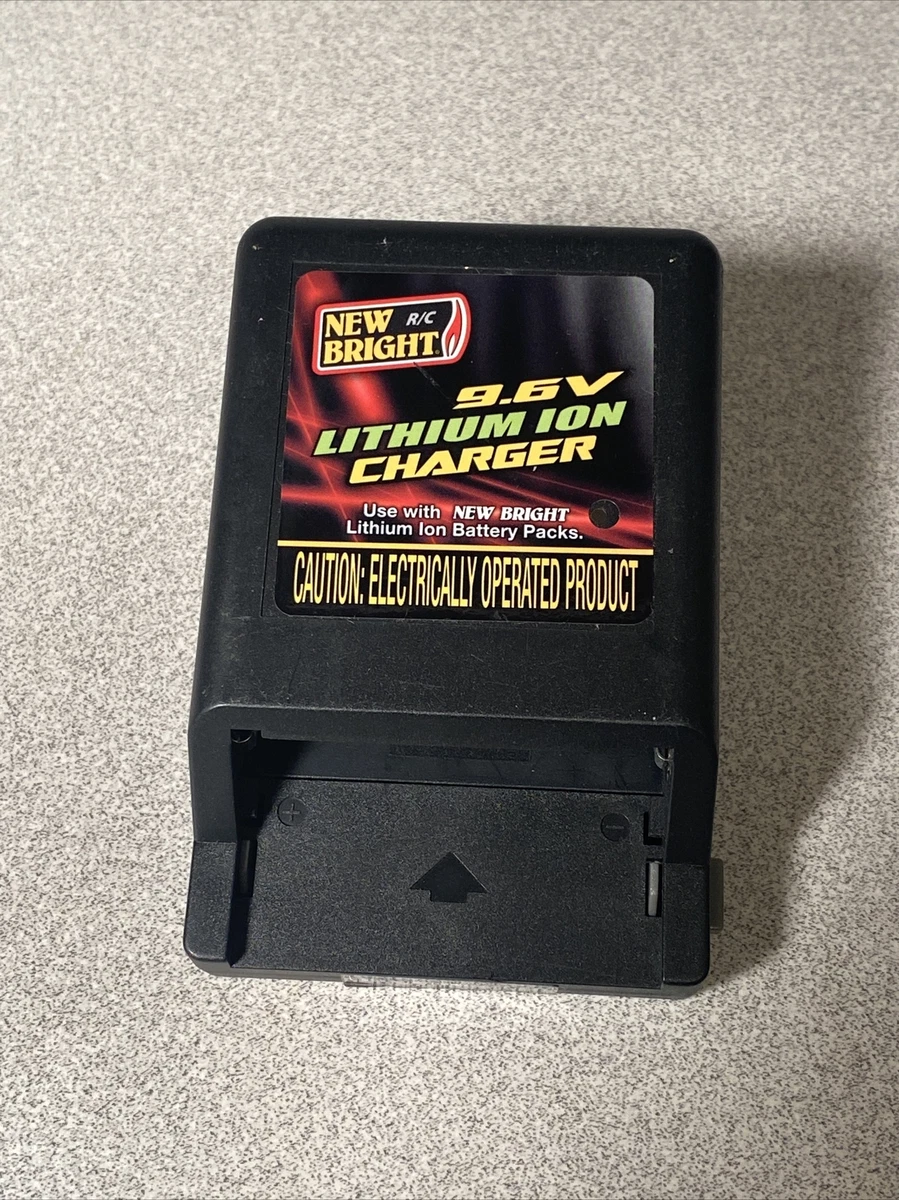 NEW R/C
BRIGHT
9.6V
LITHIUM ION
CHARGER
Use with NEW BRIGHT
Lithium Ion Battery Packs.
CAUTION: ELECTRICALLY OPERATED PRODUCT
+ -